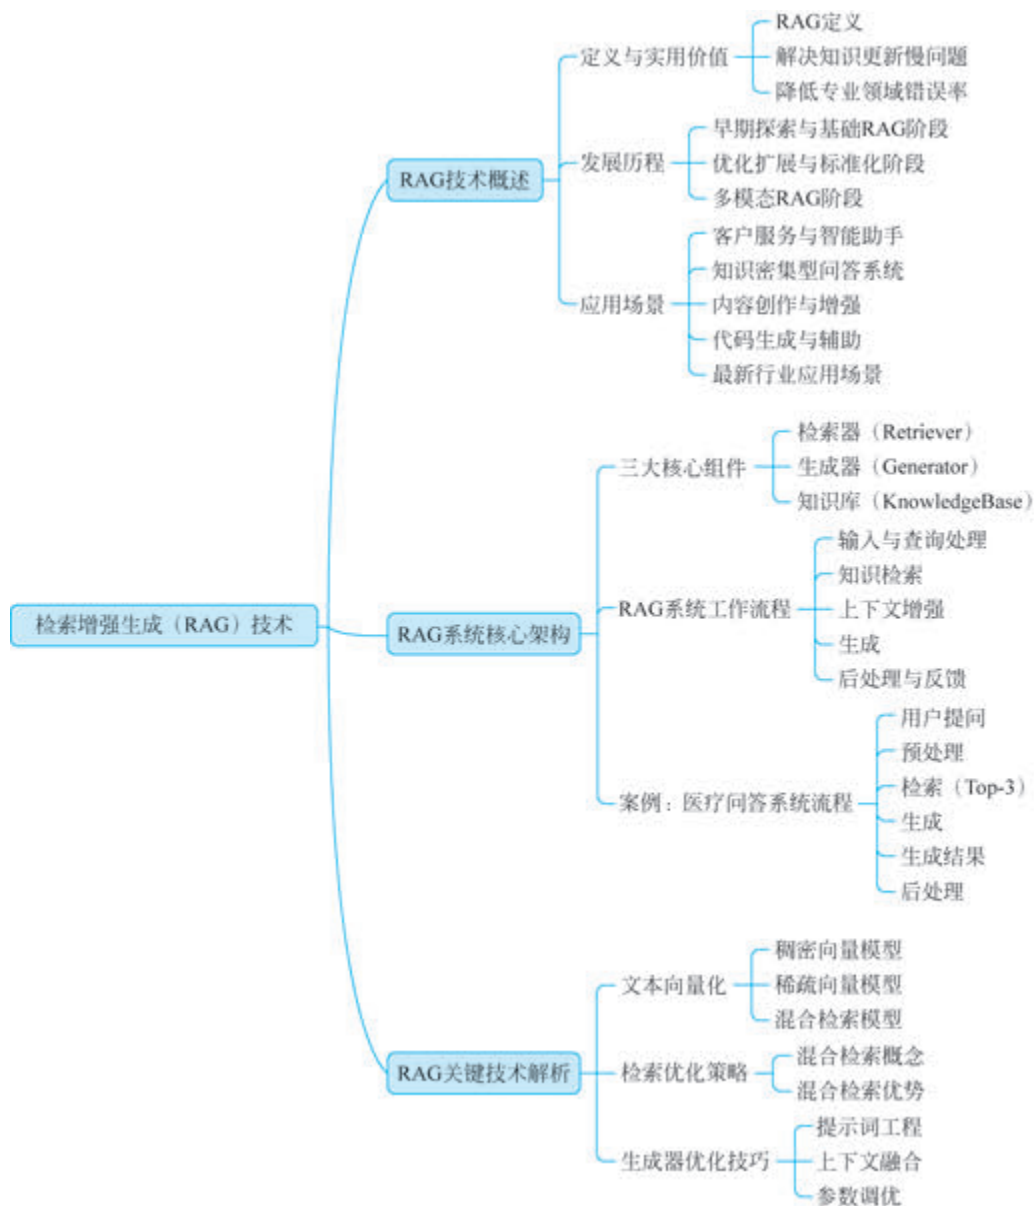 检索增强生成（RAG）技术
RAG技术概述
定义与实用价值
RAG定义
解决知识更新慢问题
降低专业领域错误率
发展历程
早期探索与基础RAG阶段
优化扩展与标准化阶段
多模态RAG阶段
应用场景
客户服务与智能助手
知识密集型问答系统
内容创作与增强
代码生成与辅助
最新行业应用场景
RAG系统核心架构
三大核心组件
检索器（Retriever）
生成器（Generator）
知识库（KnowledgeBase）
RAG系统工作流程
输入与查询处理
知识检索
上下文增强
生成
后处理与反馈
案例：医疗问答系统流程
用户提问
预处理
检索（Top-3）
生成
生成结果
后处理
RAG关键技术解析
文本向量化
稠密向量模型
稀疏向量模型
混合检索模型
检索优化策略
混合检索概念
混合检索优势
生成器优化技巧
提示词工程
上下文融合
参数调优